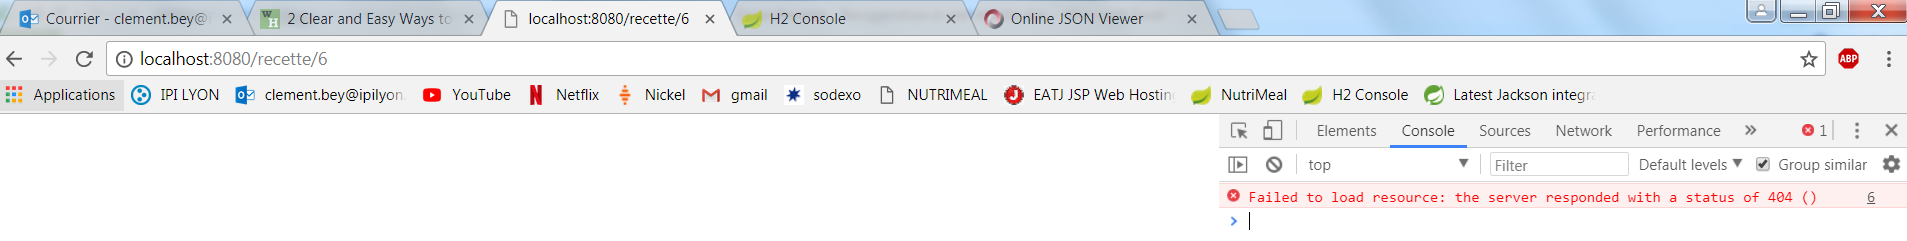 Courrier - clement.bey@i
2 Clear and Easy Ways to
localhost:8080/recette/6
H2 Console
Online JSON Viewer
localhost:8080/recette/6
ABP
Applications
IPI LYON
clement.bey@ipilyon.
YouTube
Netflix
Nickel
gmail
sodexo
NUTRIMEAL
EATJ JSP Web Hosting
NutriMeal
H2 Console
Latest Jackson integra
Elements
Console
Sources
Network
Performance
1
top
Filter
Default levels
Group similar
Failed to load resource: the server responded with a status of 404 ()
6